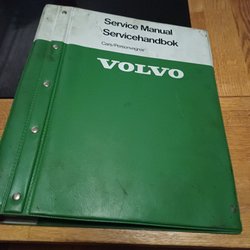 Service Manual
Servicehandbok
Cars/Personvagnar
VOLVO